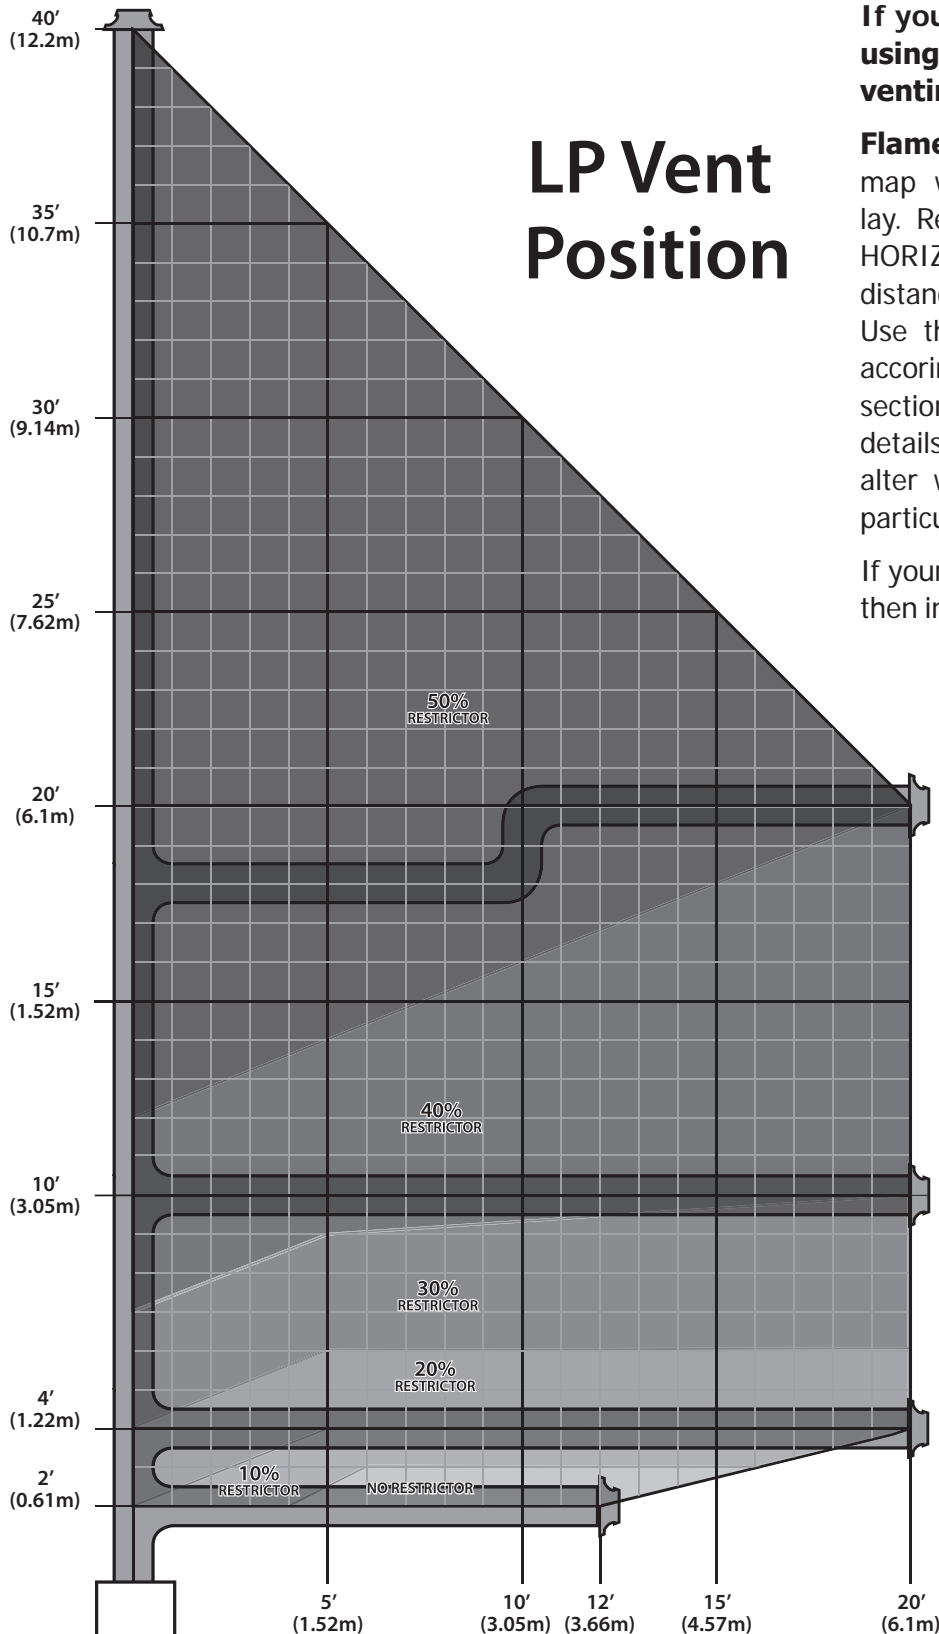 40′
(12.2m)
35′
(10.7m)
30′
(9.14m)
25′
(7.62m)
20′
(6.1m)
15′
(1.52m)
10′
(3.05m)
4′
(1.22m)
2′
(0.61m)
LP Vent
Position
50%
RESTRICTOR
40%
RESTRICTOR
30%
RESTRICTOR
20%
RESTRICTOR
10%
RESTRICTOR
NO RESTRICTOR
5′
(1.52m)
10′
(3.05m)
12′
(3.66m)
15′
(4.57m)
20′
(6.1m)
If you
using
ventin
Flame
map w
lay. Re
HORIZ
distanc
Use th
accorin
section
details
alter w
particu
If your
then in